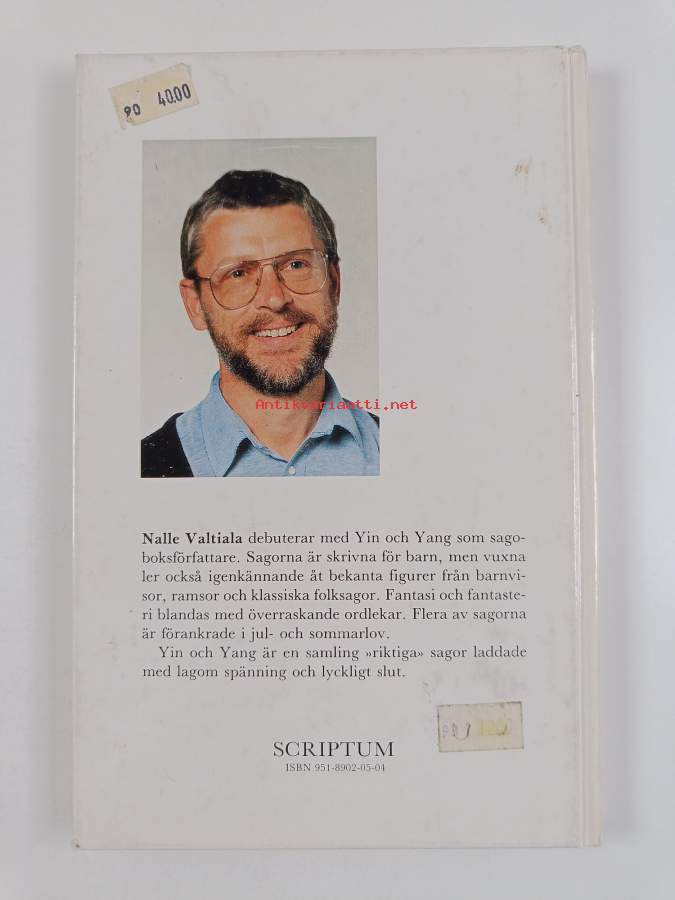 90 40.00
Antikvariaatti.net
Nalle Valtiala debuterar med Yin och Yang som sago-
boksförfattare. Sagorna är skrivna för barn, men vuxna
ler också igenkännande åt bekanta figurer från barnvi-
sor, ramsor och klassiska folksagor. Fantasi och fantaste-
ri blandas med överraskande ordlekar. Flera av sagorna
är förankrade i jul- och sommarlov.
Yin och Yang är en samling »riktiga» sagor laddade
med lagom spänning och lyckligt slut.
SCRIPTUM
ISBN 951-8902-05-04